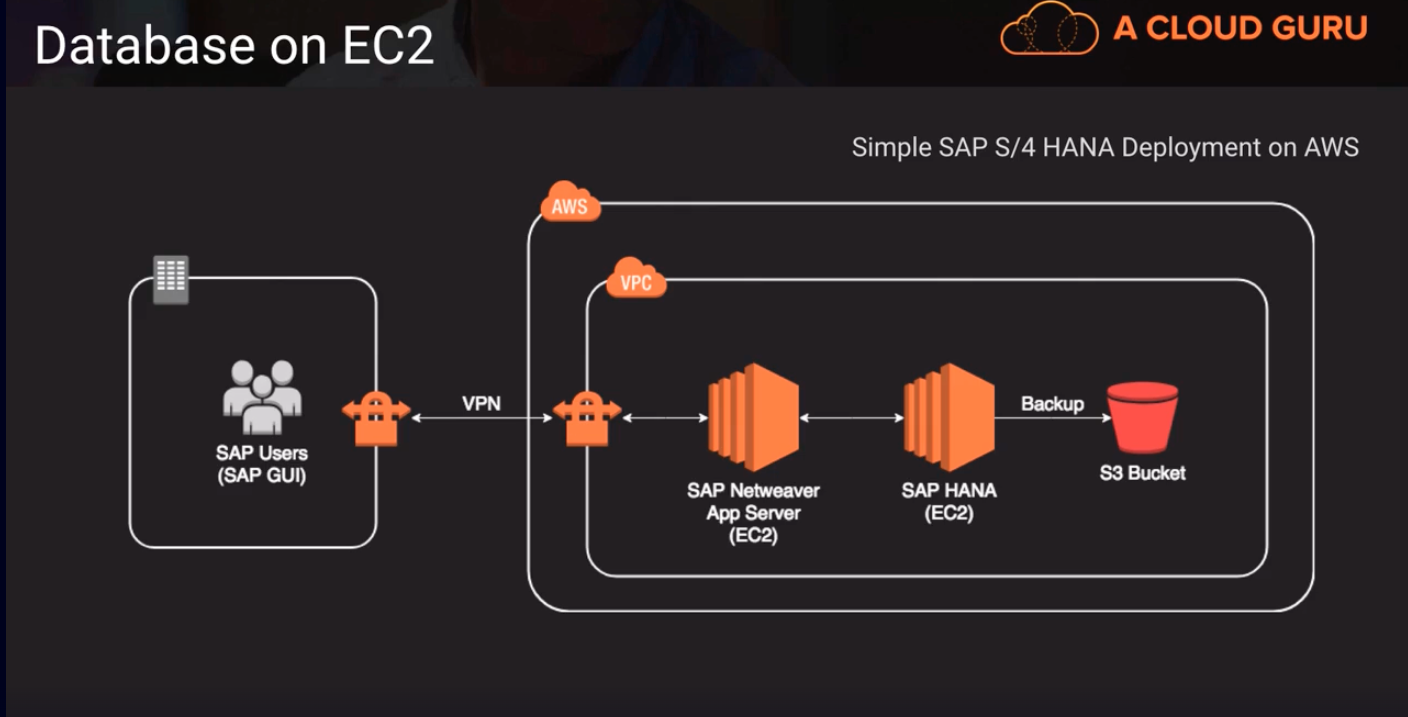 Database on EC2
A CLOUD GURU
Simple SAP S/4 HANA Deployment on AWS
AWS
VPC
SAP Users
(SAP GUI)
VPN
SAP Netweaver
App Server
(EC2)
SAP HANA
(EC2)
Backup
S3 Bucket